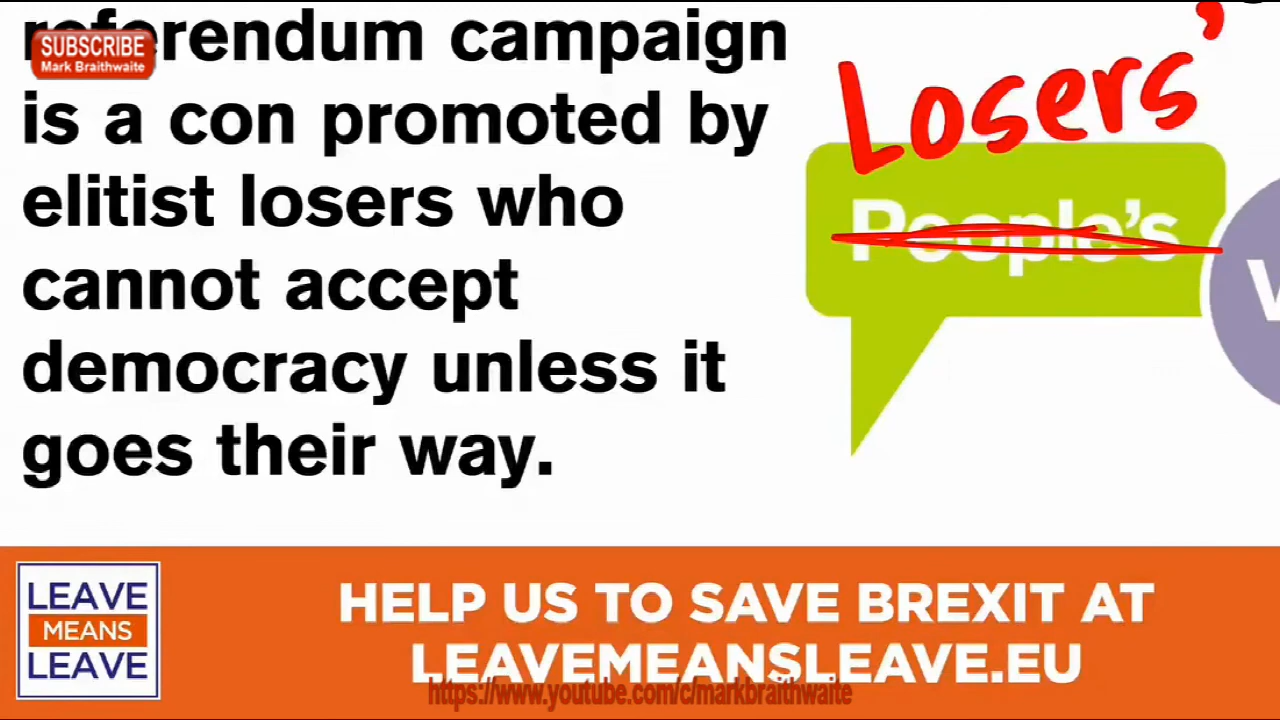 referendum campaign
is a con promoted by
elitist losers who
cannot accept
democracy unless it
goes their way.
SUBSCRIBE
Mark Braithwaite
Losers'
People's
LEAVE
MEANS
LEAVE
HELP US TO SAVE BREXIT AT
LEAVEMEANSLEAVE.EU
https://www.youtube.com/c/markbraithwaite